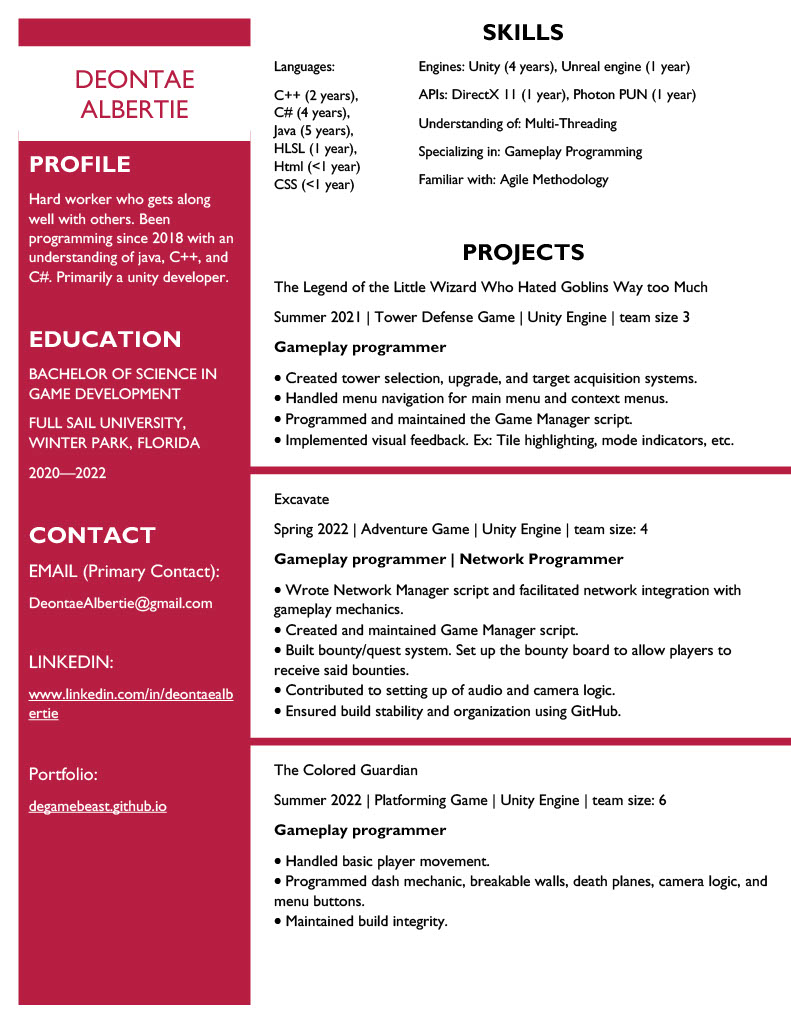 DEONTAE
ALBERTIE
PROFILE
Hard worker who gets along
well with others. Been
programming since 2018 with an
understanding of java, C++, and
C#. Primarily a unity developer.
EDUCATION
BACHELOR OF SCIENCE IN
GAME DEVELOPMENT
FULL SAIL UNIVERSITY,
WINTER PARK, FLORIDA
2020—2022
CONTACT
EMAIL (Primary Contact):
DeontaeAlbertie@gmail.com
LINKEDIN:
www.linkedin.com/in/deontaealb
ertie
Portfolio:
degamebeast.github.io
SKILLS
Languages:
C++ (2 years),
C# (4 years),
Java (5 years),
HLSL (1 year),
Html (<1 year)
CSS (<1 year)
Engines: Unity (4 years), Unreal engine (1 year)
APIs: DirectX 11 (1 year), Photon PUN (1 year)
Understanding of: Multi-Threading
Specializing in: Gameplay Programming
Familiar with: Agile Methodology
PROJECTS
The Legend of the Little Wizard Who Hated Goblins Way too Much
Summer 2021 | Tower Defense Game | Unity Engine | team size 3
Gameplay programmer
• Created tower selection, upgrade, and target acquisition systems.
• Handled menu navigation for main menu and context menus.
• Programmed and maintained the Game Manager script.
• Implemented visual feedback. Ex: Tile highlighting, mode indicators, etc.
Excavate
Spring 2022 | Adventure Game | Unity Engine | team size: 4
Gameplay programmer | Network Programmer
• Wrote Network Manager script and facilitated network integration with
gameplay mechanics.
• Created and maintained Game Manager script.
• Built bounty/quest system. Set up the bounty board to allow players to
receive said bounties.
• Contributed to setting up of audio and camera logic.
• Ensured build stability and organization using GitHub.
The Colored Guardian
Summer 2022 | Platforming Game | Unity Engine | team size: 6
Gameplay programmer
• Handled basic player movement.
• Programmed dash mechanic, breakable walls, death planes, camera logic, and
menu buttons.
• Maintained build integrity.